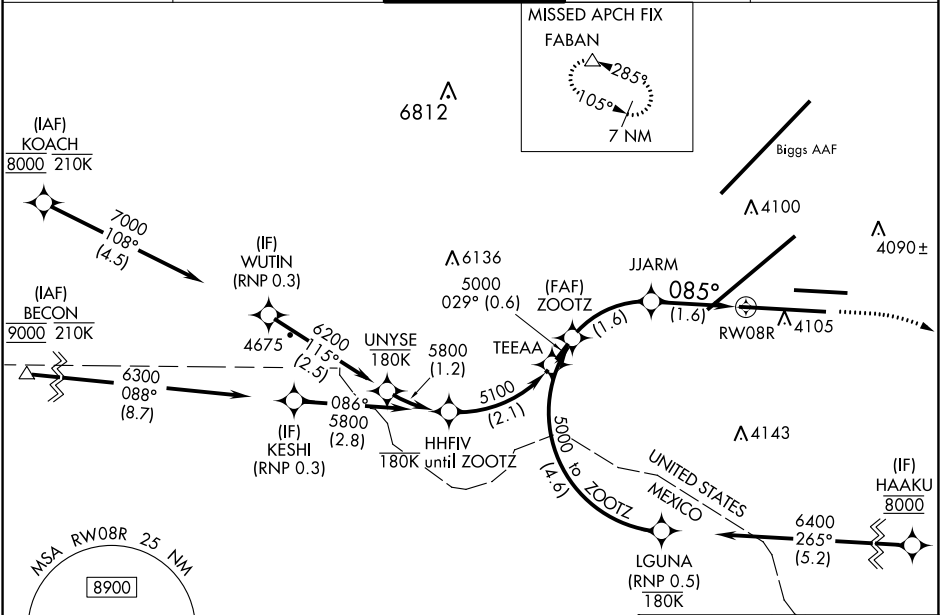 MISSED APCH FIX
FABAN
285°
105°
7 NM
6812
(IAF)
KOACH
8000 210K
7000
108°
(4.5)
Biggs AAF
4100
4090±
(IF)
WUTIN
(RNP 0.3)
6136
5000
029° (0.6)
(FAF)
ZOOTZ
JJARM
085°
(1.6)
(1.6)
RW08R
4105
(IAF)
BECON
9000 210K
4675
6200
115°
(2.5)
UNYSE
180K
5800
(1.2)
TEEAA
6300
088°
(8.7)
(IF)
KESHI
(RNP 0.3)
086°
5800
(2.8)
5100
(2.1)
HHFIV
180K until ZOOTZ
5000 to ZOOTZ
(4.6)
4143
UNITED STATES
MEXICO
(IF)
HAAKU
8000
6400
265°
(5.2)
LGUNA
(RNP 0.5)
180K
MSA RW08R 25 NM
8900